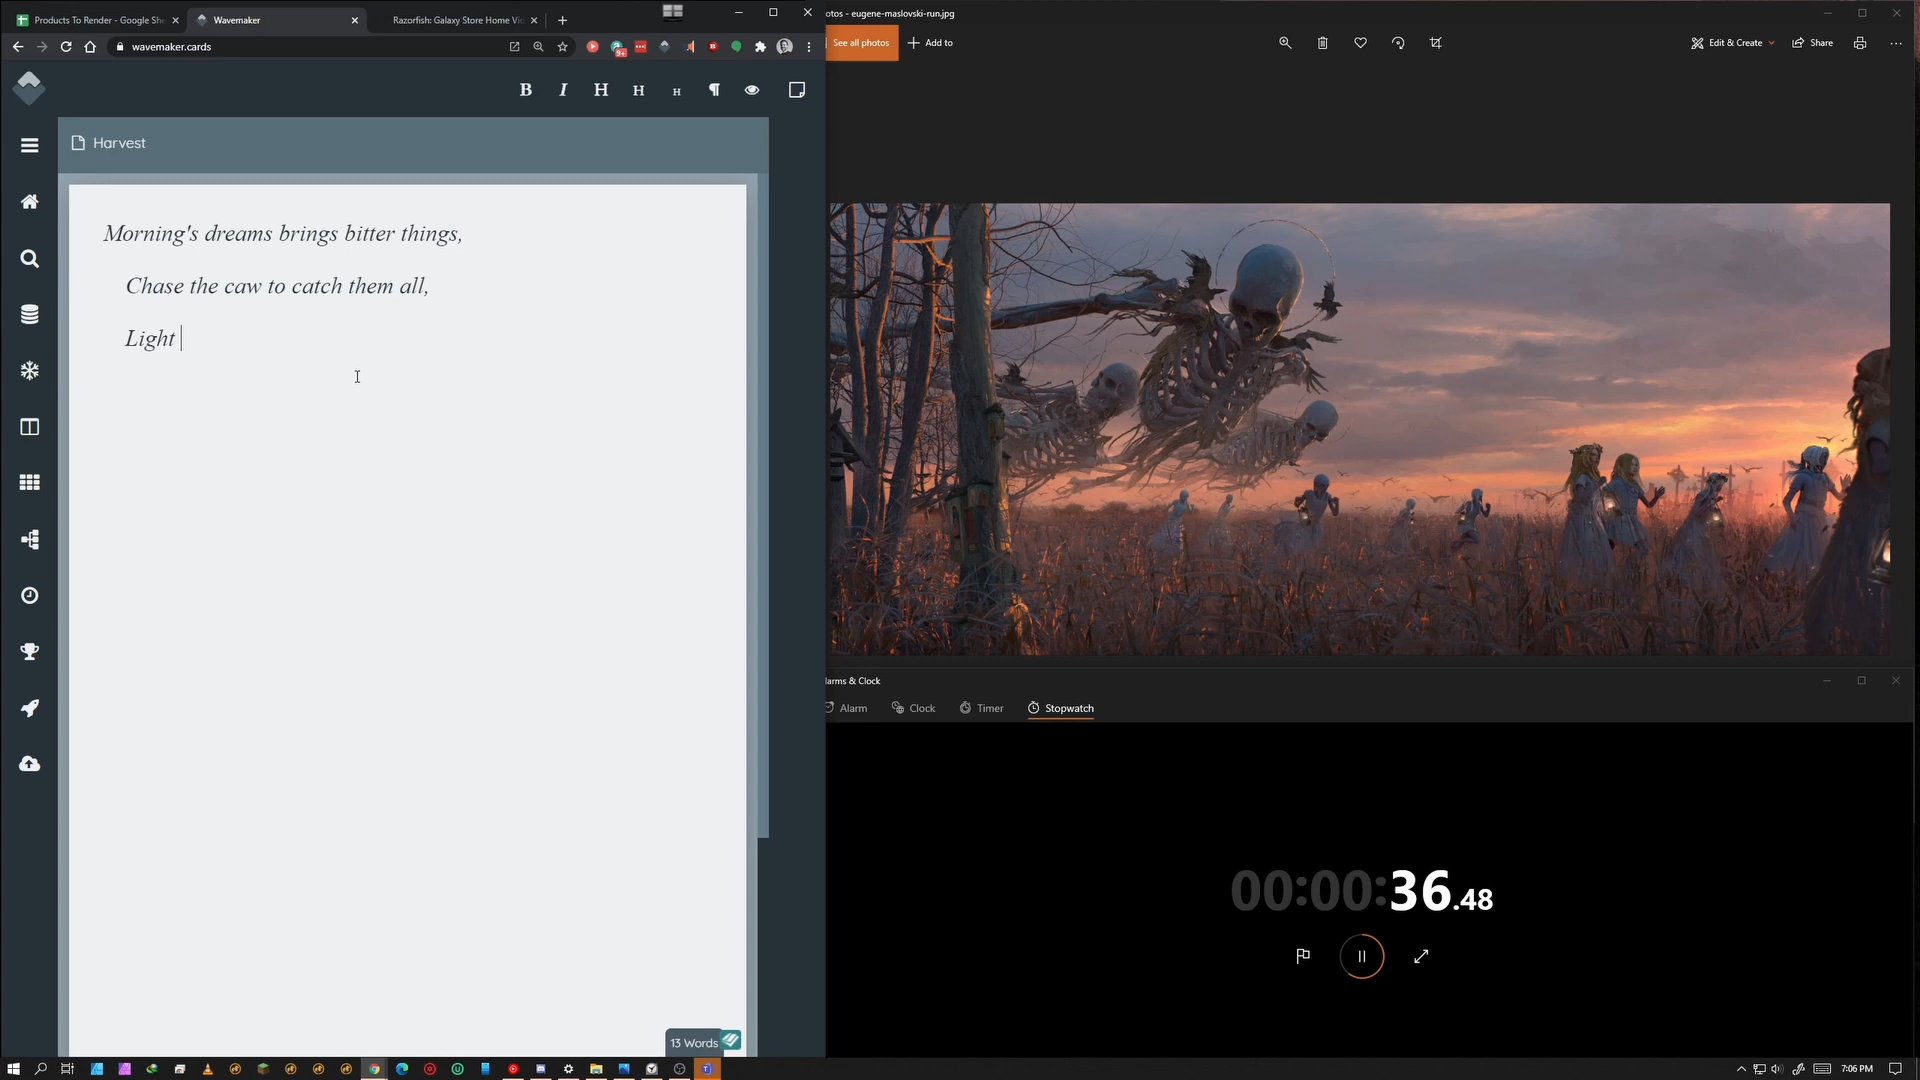 Products To Render - Google She
Wavemaker
Razorfish: Galaxy Store Home Vi
wavemaker.cards
9+
B I H H H ¶
Harvest
Morning's dreams brings bitter things,
Chase the caw to catch them all,
Light
13 Words
otos - eugene-maslovski-run.jpg
See all photos
Add to
Edit & Create
Share
larms & Clock
Alarm
Clock
Timer
Stopwatch
00:00:36.48
7:06 PM